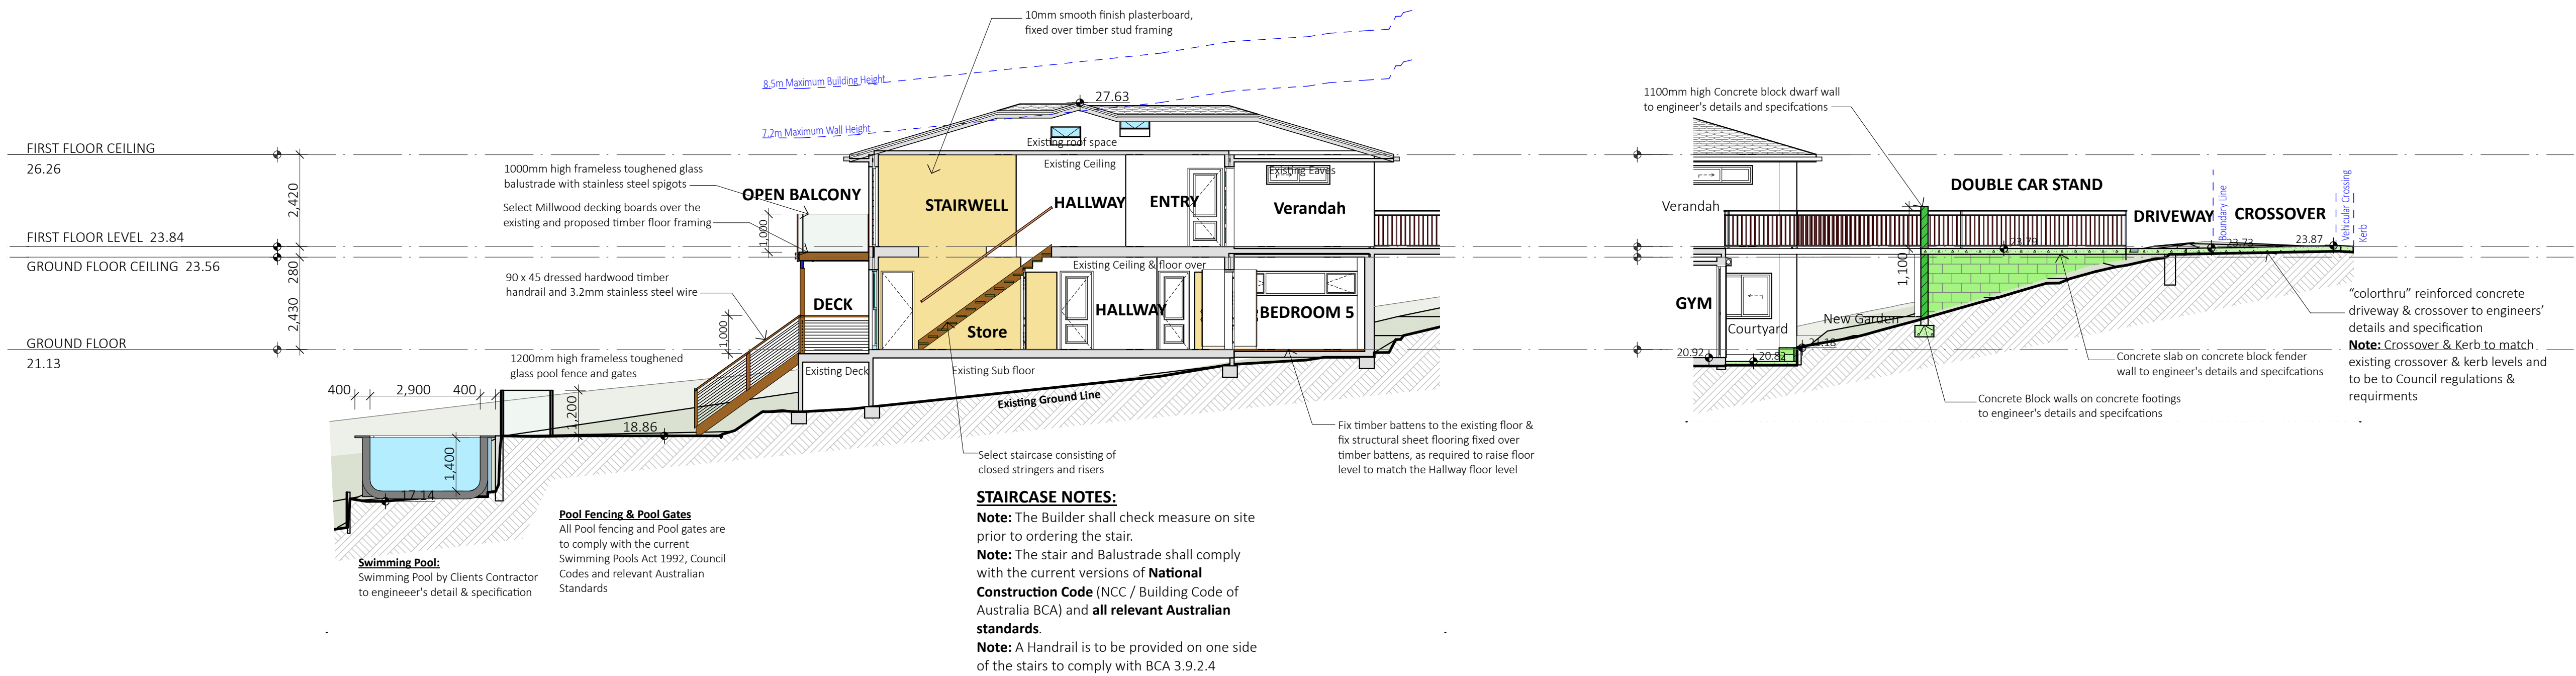 10mm smooth finish plasterboard,
fixed over timber stud framing
8.5m Maximum Building Height
7.2m Maximum Wall Height
27.63
FIRST FLOOR CEILING
26.26
2,420
FIRST FLOOR LEVEL 23.84
GROUND FLOOR CEILING 23.56
280
2,430
GROUND FLOOR
21.13
1000mm high frameless toughened glass
balustrade with stainless steel spigots
OPEN BALCONY
Select Millwood decking boards over the
existing and proposed timber floor framing
1,000
90 x 45 dressed hardwood timber
handrail and 3.2mm stainless steel wire
DECK
1,000
1200mm high frameless toughened
glass pool fence and gates
400
2,900
400
1,200
18.86
1,400
17.14
Existing roof space
Existing Ceiling
Existing Eaves
STAIRWELL
HALLWAY
ENTRY
Verandah
Existing Ceiling & floor over
HALLWAY
BEDROOM 5
Store
Existing Deck
Existing Sub floor
Existing Ground Line
Select staircase consisting of
closed stringers and risers
Fix timber battens to the existing floor &
fix structural sheet flooring fixed over
timber battens, as required to raise floor
level to match the Hallway floor level
STAIRCASE NOTES:
Note: The Builder shall check measure on site
prior to ordering the stair.
Note: The stair and Balustrade shall comply
with the current versions of National
Construction Code (NCC / Building Code of
Australia BCA) and all relevant Australian
standards.
Note: A Handrail is to be provided on one side
of the stairs to comply with BCA 3.9.2.4
Pool Fencing & Pool Gates
All Pool fencing and Pool gates are
to comply with the current
Swimming Pools Act 1992, Council
Codes and relevant Australian
Standards
Swimming Pool:
Swimming Pool by Clients Contractor
to engineeer's detail & specification
1100mm high Concrete block dwarf wall
to engineer's details and specifcations
Verandah
DOUBLE CAR STAND
DRIVEWAY
CROSSOVER
Boundary Line
Vehicular Crossing
Kerb
23.79
23.73
23.87
1,100
GYM
Courtyard
New Garden
20.92
20.82
21.18
Concrete slab on concrete block fender
wall to engineer's details and specifcations
Concrete Block walls on concrete footings
to engineer's details and specifcations
“colorthru” reinforced concrete
driveway & crossover to engineers’
details and specification
Note: Crossover & Kerb to match
existing crossover & kerb levels and
to be to Council regulations &
requirments